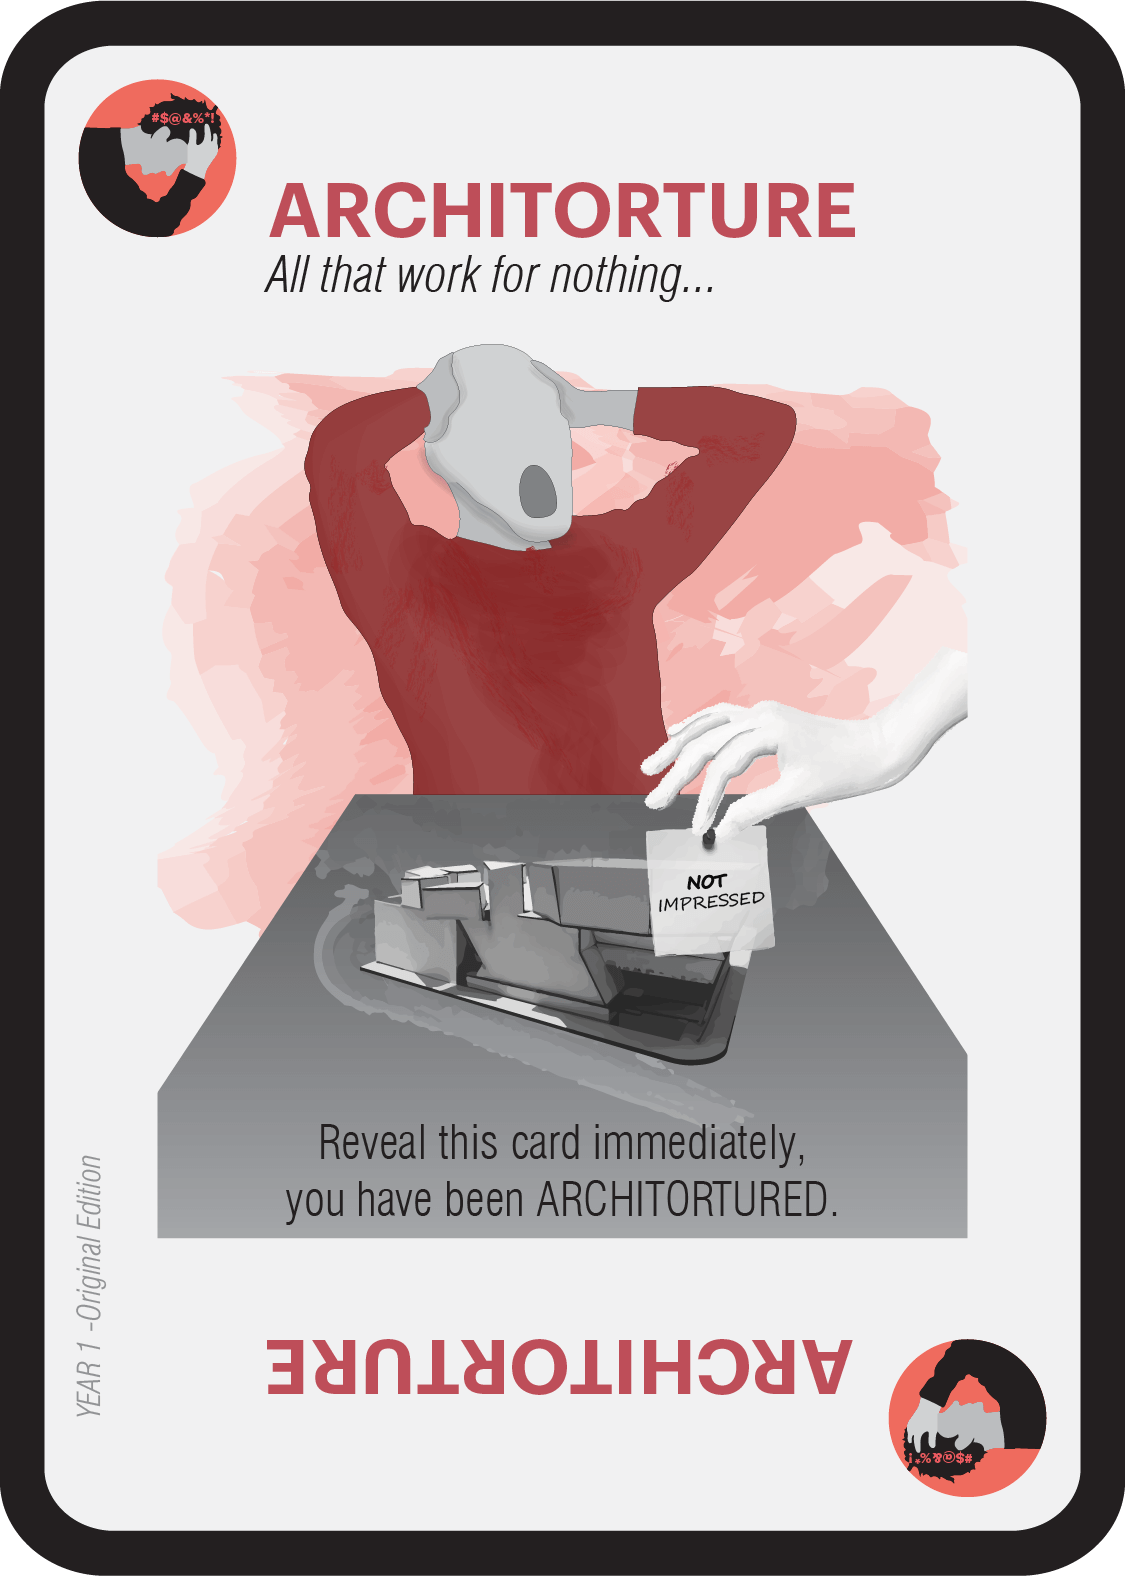 #$@&%*!
ARCHITORTURE
All that work for nothing...
NOT
IMPRESSED
Reveal this card immediately,
you have been ARCHITORTURED.
YEAR 1 -Original Edition
ARCHITORTURE
#$@&%*!